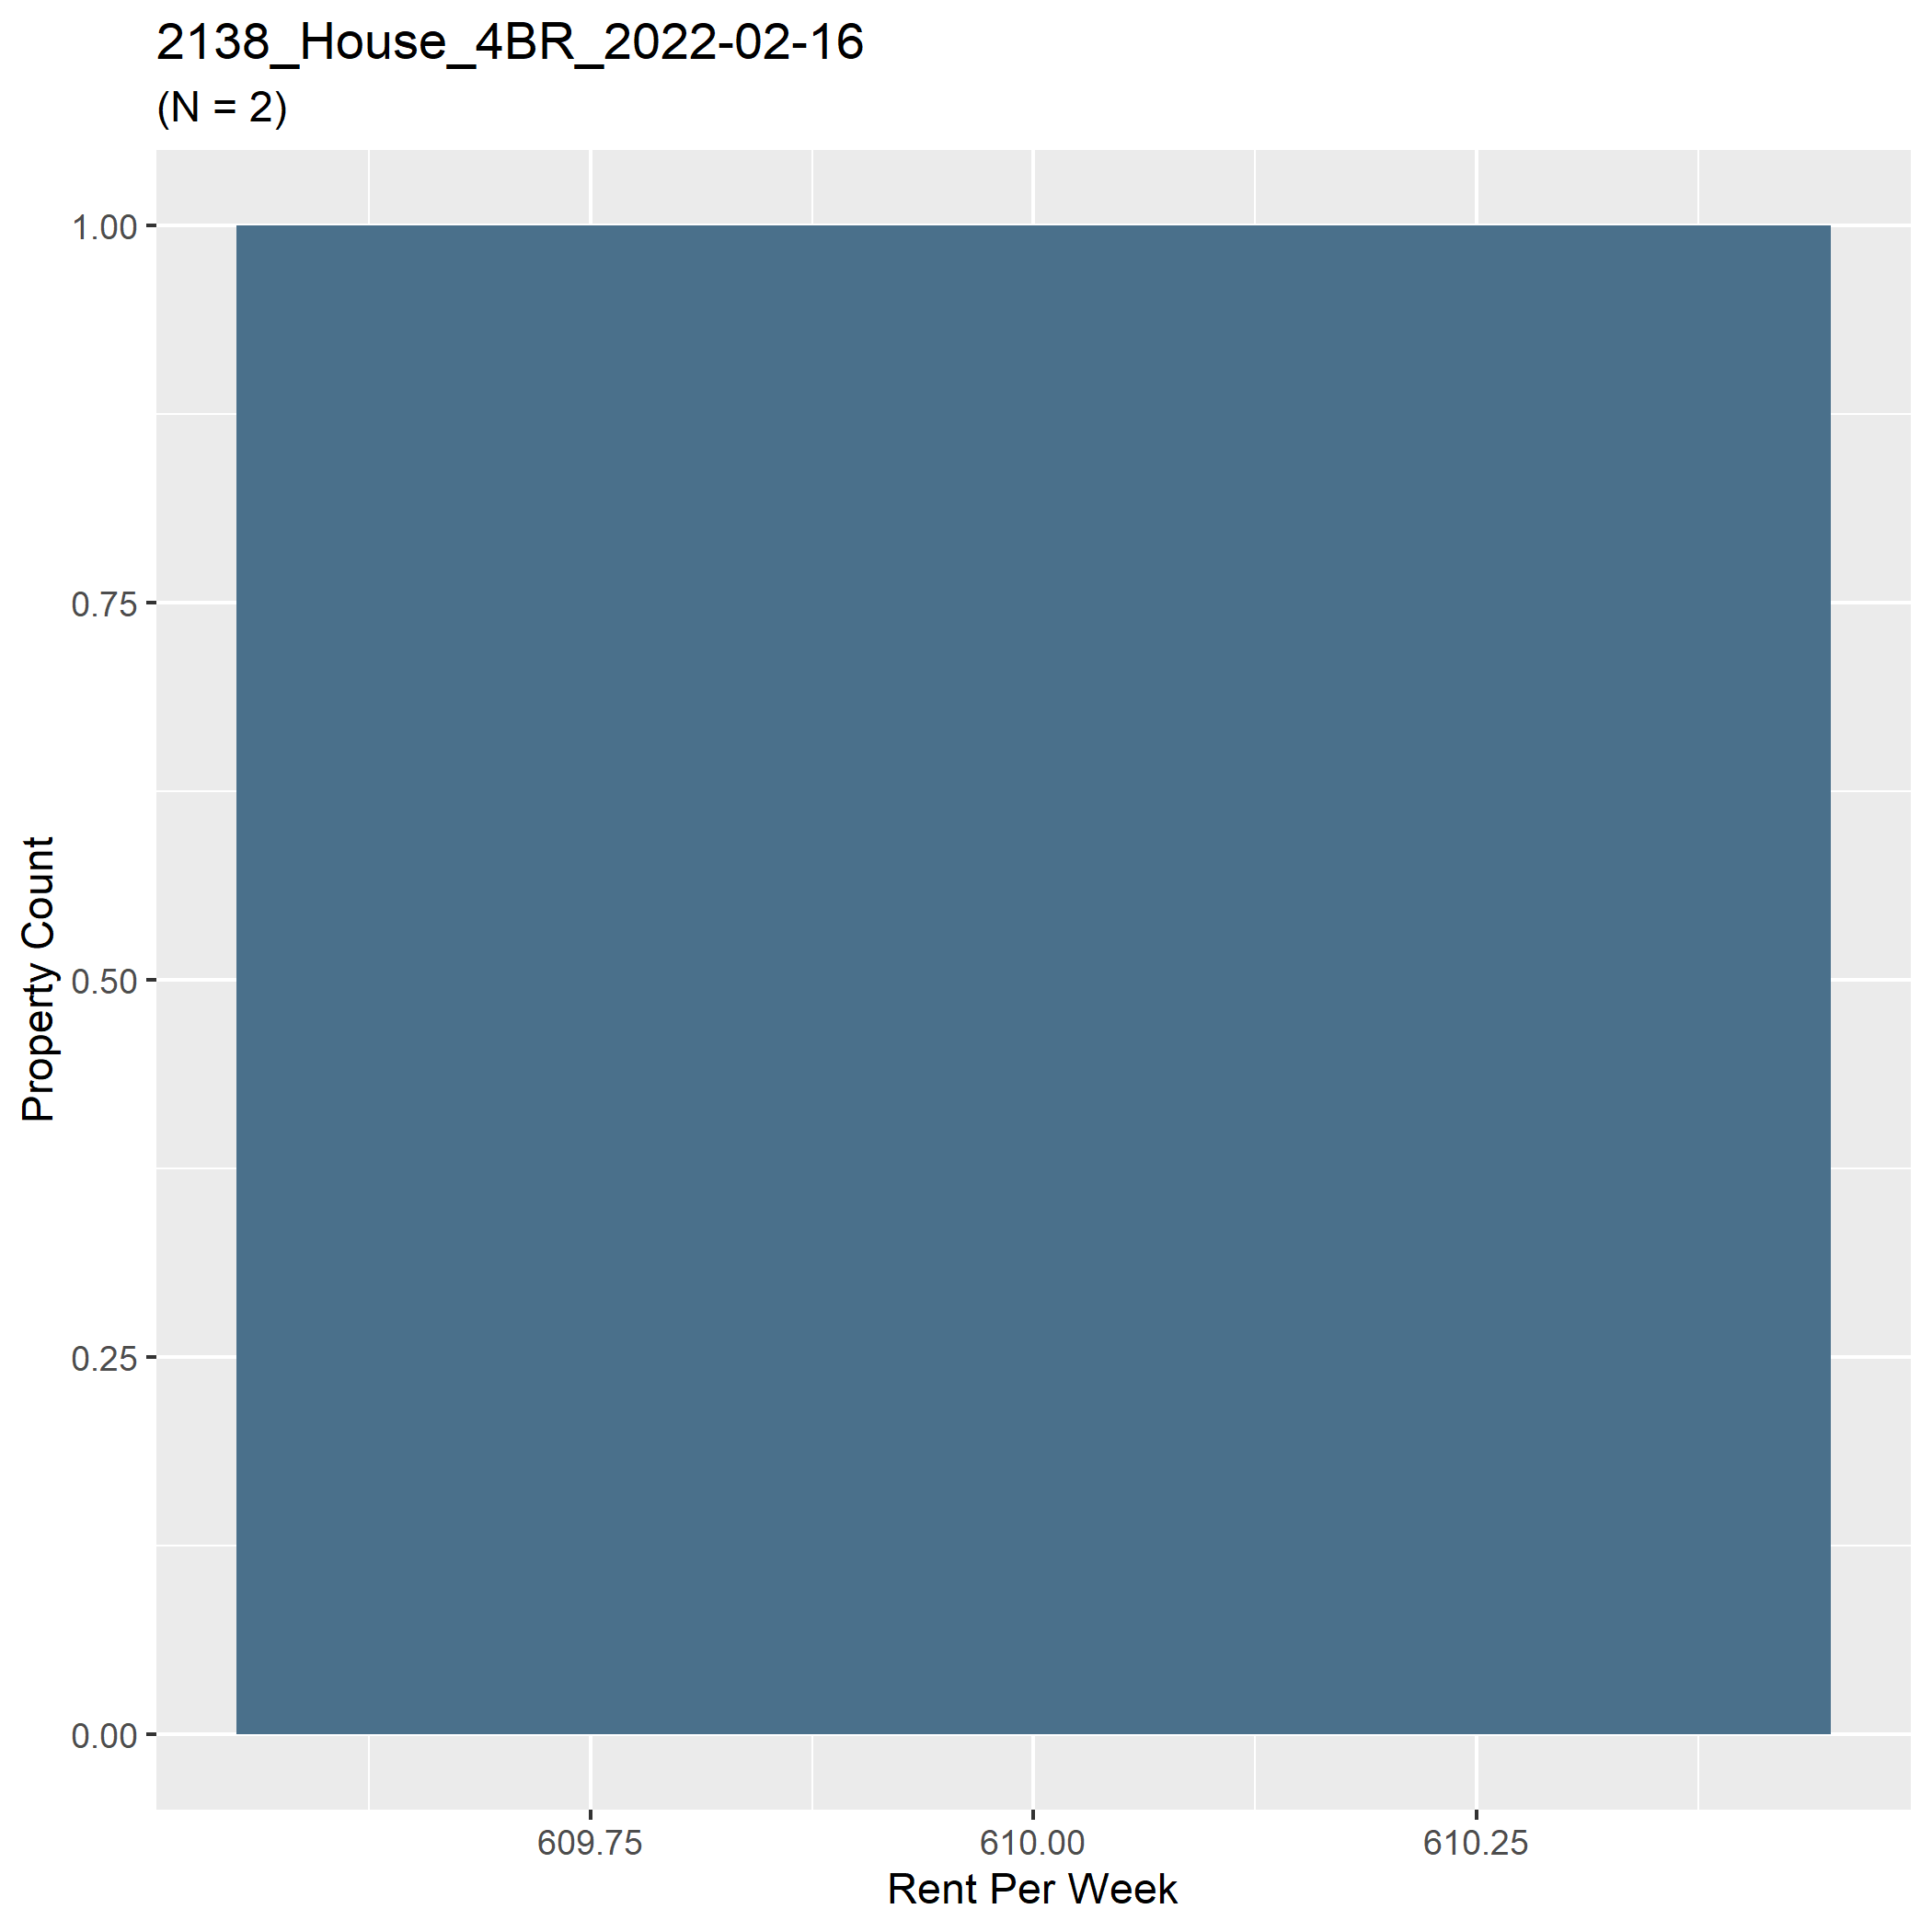 2138_House_4BR_2022-02-16
(N = 2)
Property Count
1.00
0.75
0.50
0.25
0.00
609.75
610.00
610.25
Rent Per Week